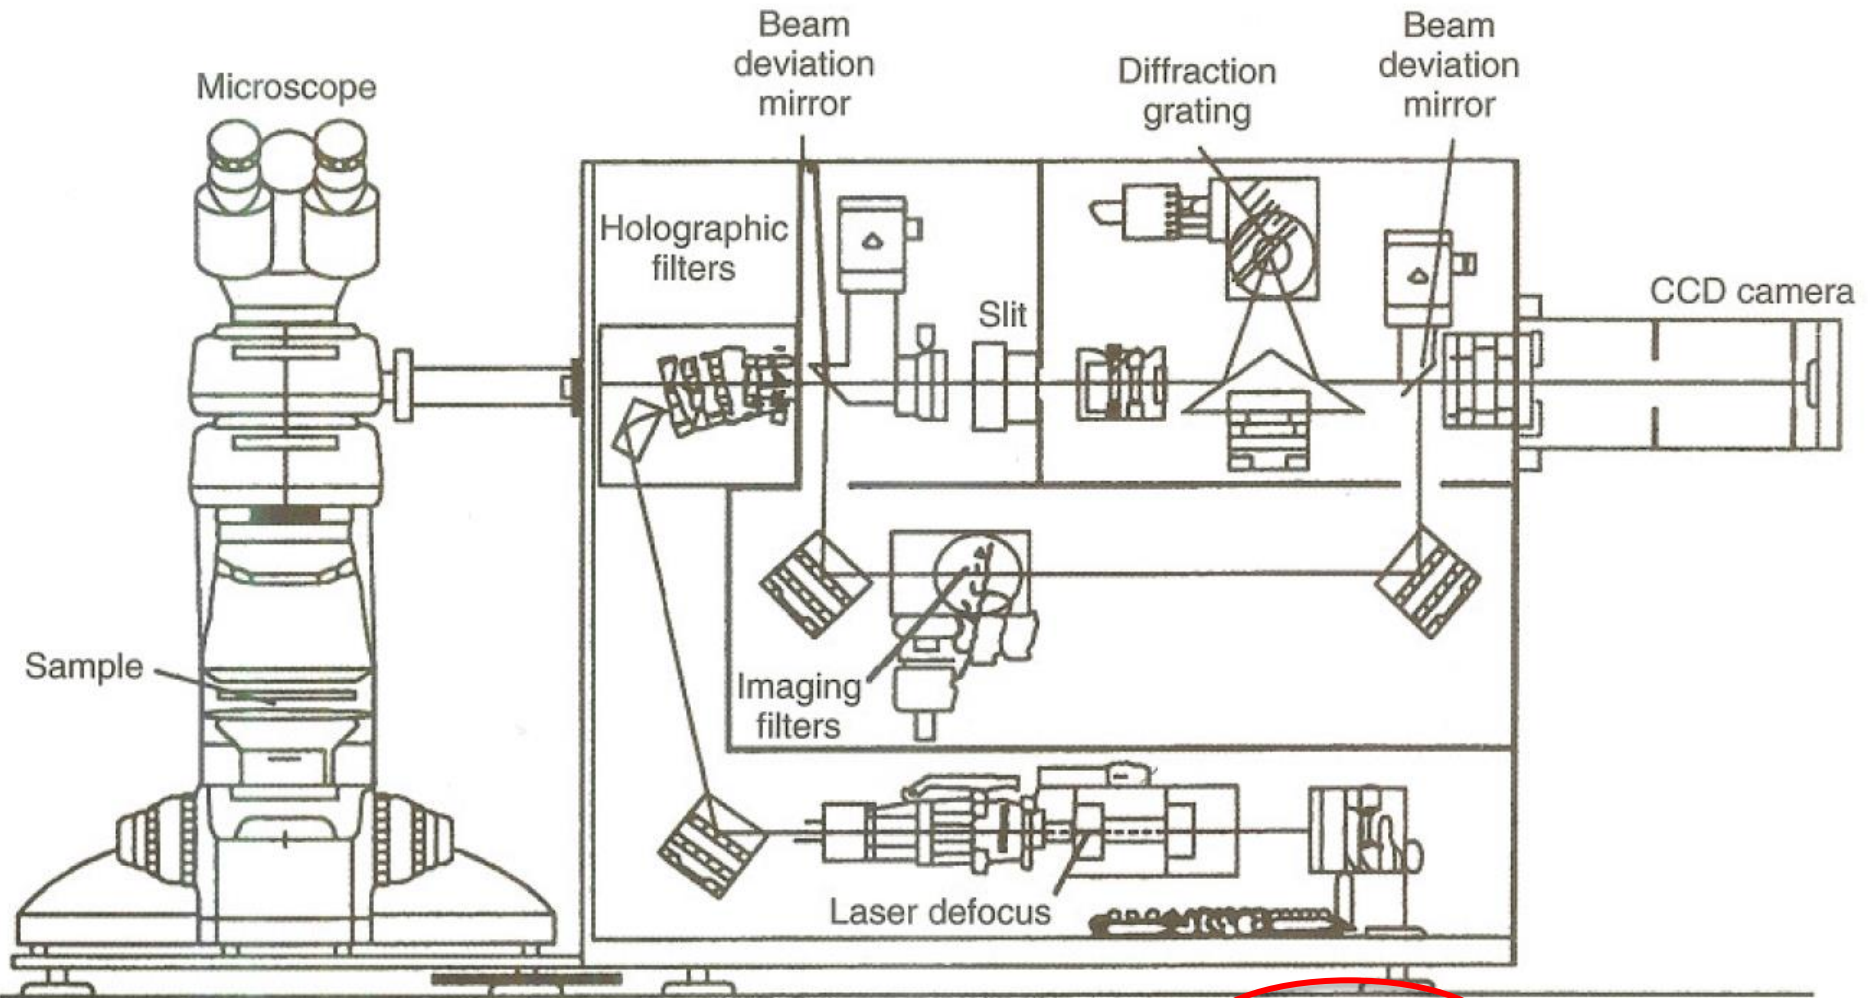 Microscope
Beam
deviation
mirror
Diffraction
grating
Beam
deviation
mirror
Holographic
filters
Slit
CCD camera
Sample
Imaging
filters
Laser defocus